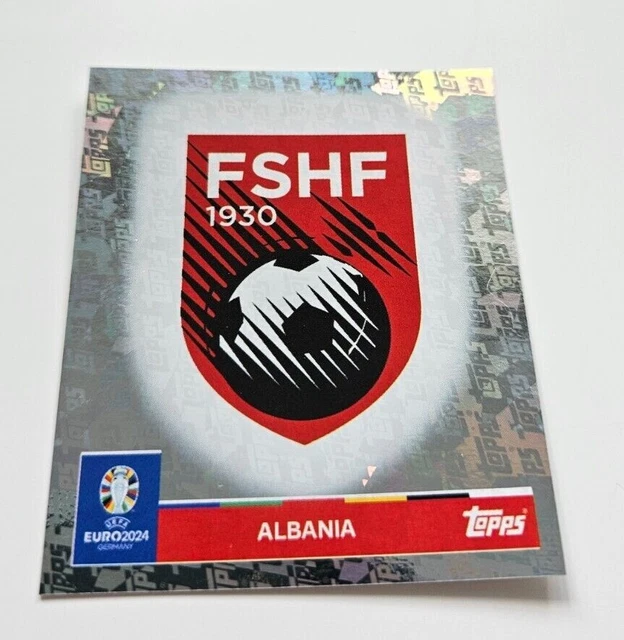 FSHF
1930
UEFA
EURO2024
GERMANY
ALBANIA
TOPPS